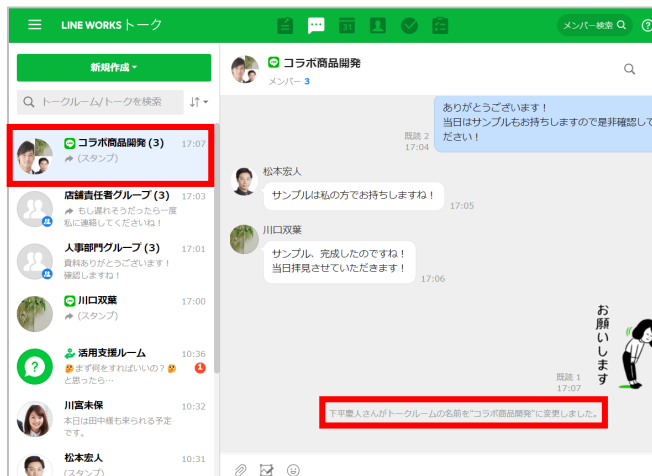 LINE WORKS トーク
31
メンバー検索
?
新規作成
トークルーム/トークを検索
コラボ商品開発 (3) 17:07
(スタンプ)
店舗責任者グループ (3) 17:03
もし遅れそうだったら一度
私に連絡してくださいね!
人事部門グループ (3) 17:01
資料ありがとうございます!
確認しますね!
川口双葉 17:00
(スタンプ)
活用支援ルーム 10:36
まず何をすればいいの?
と思ったら… 1
川宮未保 10:32
本日は田中様も来られる予定
です。
松本宏人 10:31
(スタンプ)
コラボ商品開発
メンバー 3
ありがとうございます!
当日はサンプルもお持ちしますので是非確認して
ださい!
既読 2
17:04
松本宏人
サンプルは私の方でお持ちしますね!
17:05
川口双葉
サンプル、完成したのですね!
当日拝見させていただきます!
17:06
お願いします
既読 1
17:07
下平慶人さんがトークルームの名前を"コラボ商品開発"に変更しました。